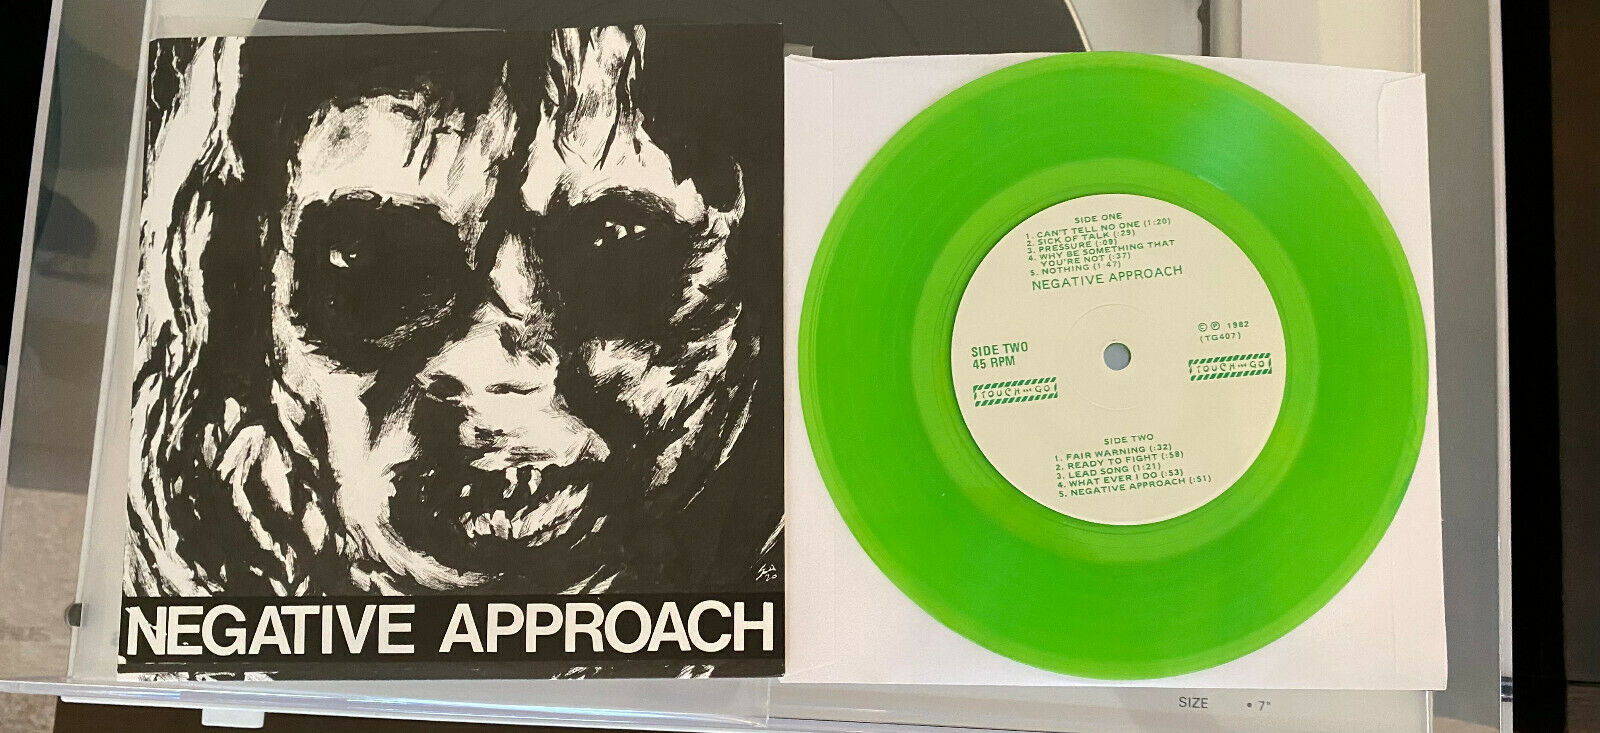 NEGATIVE APPROACH
20
SIDE ONE
1. CAN'T TELL NO ONE (1:20)
2. SICK OF TALK (:29)
3. PRESSURE (:09)
4. WHY BE SOMETHING THAT
YOU'RE NOT (:37)
5. NOTHING (1:47)
NEGATIVE APPROACH
© ℗ 1982
(TG407)
SIDE TWO
45 RPM
TOUCH AND GO
TOUCH AND GO
SIDE TWO
1. FAIR WARNING (:32)
2. READY TO FIGHT (:58)
3. LEAD SONG (1:21)
4. WHAT EVER I DO (:53)
5. NEGATIVE APPROACH (:51)
SIZE • 7"